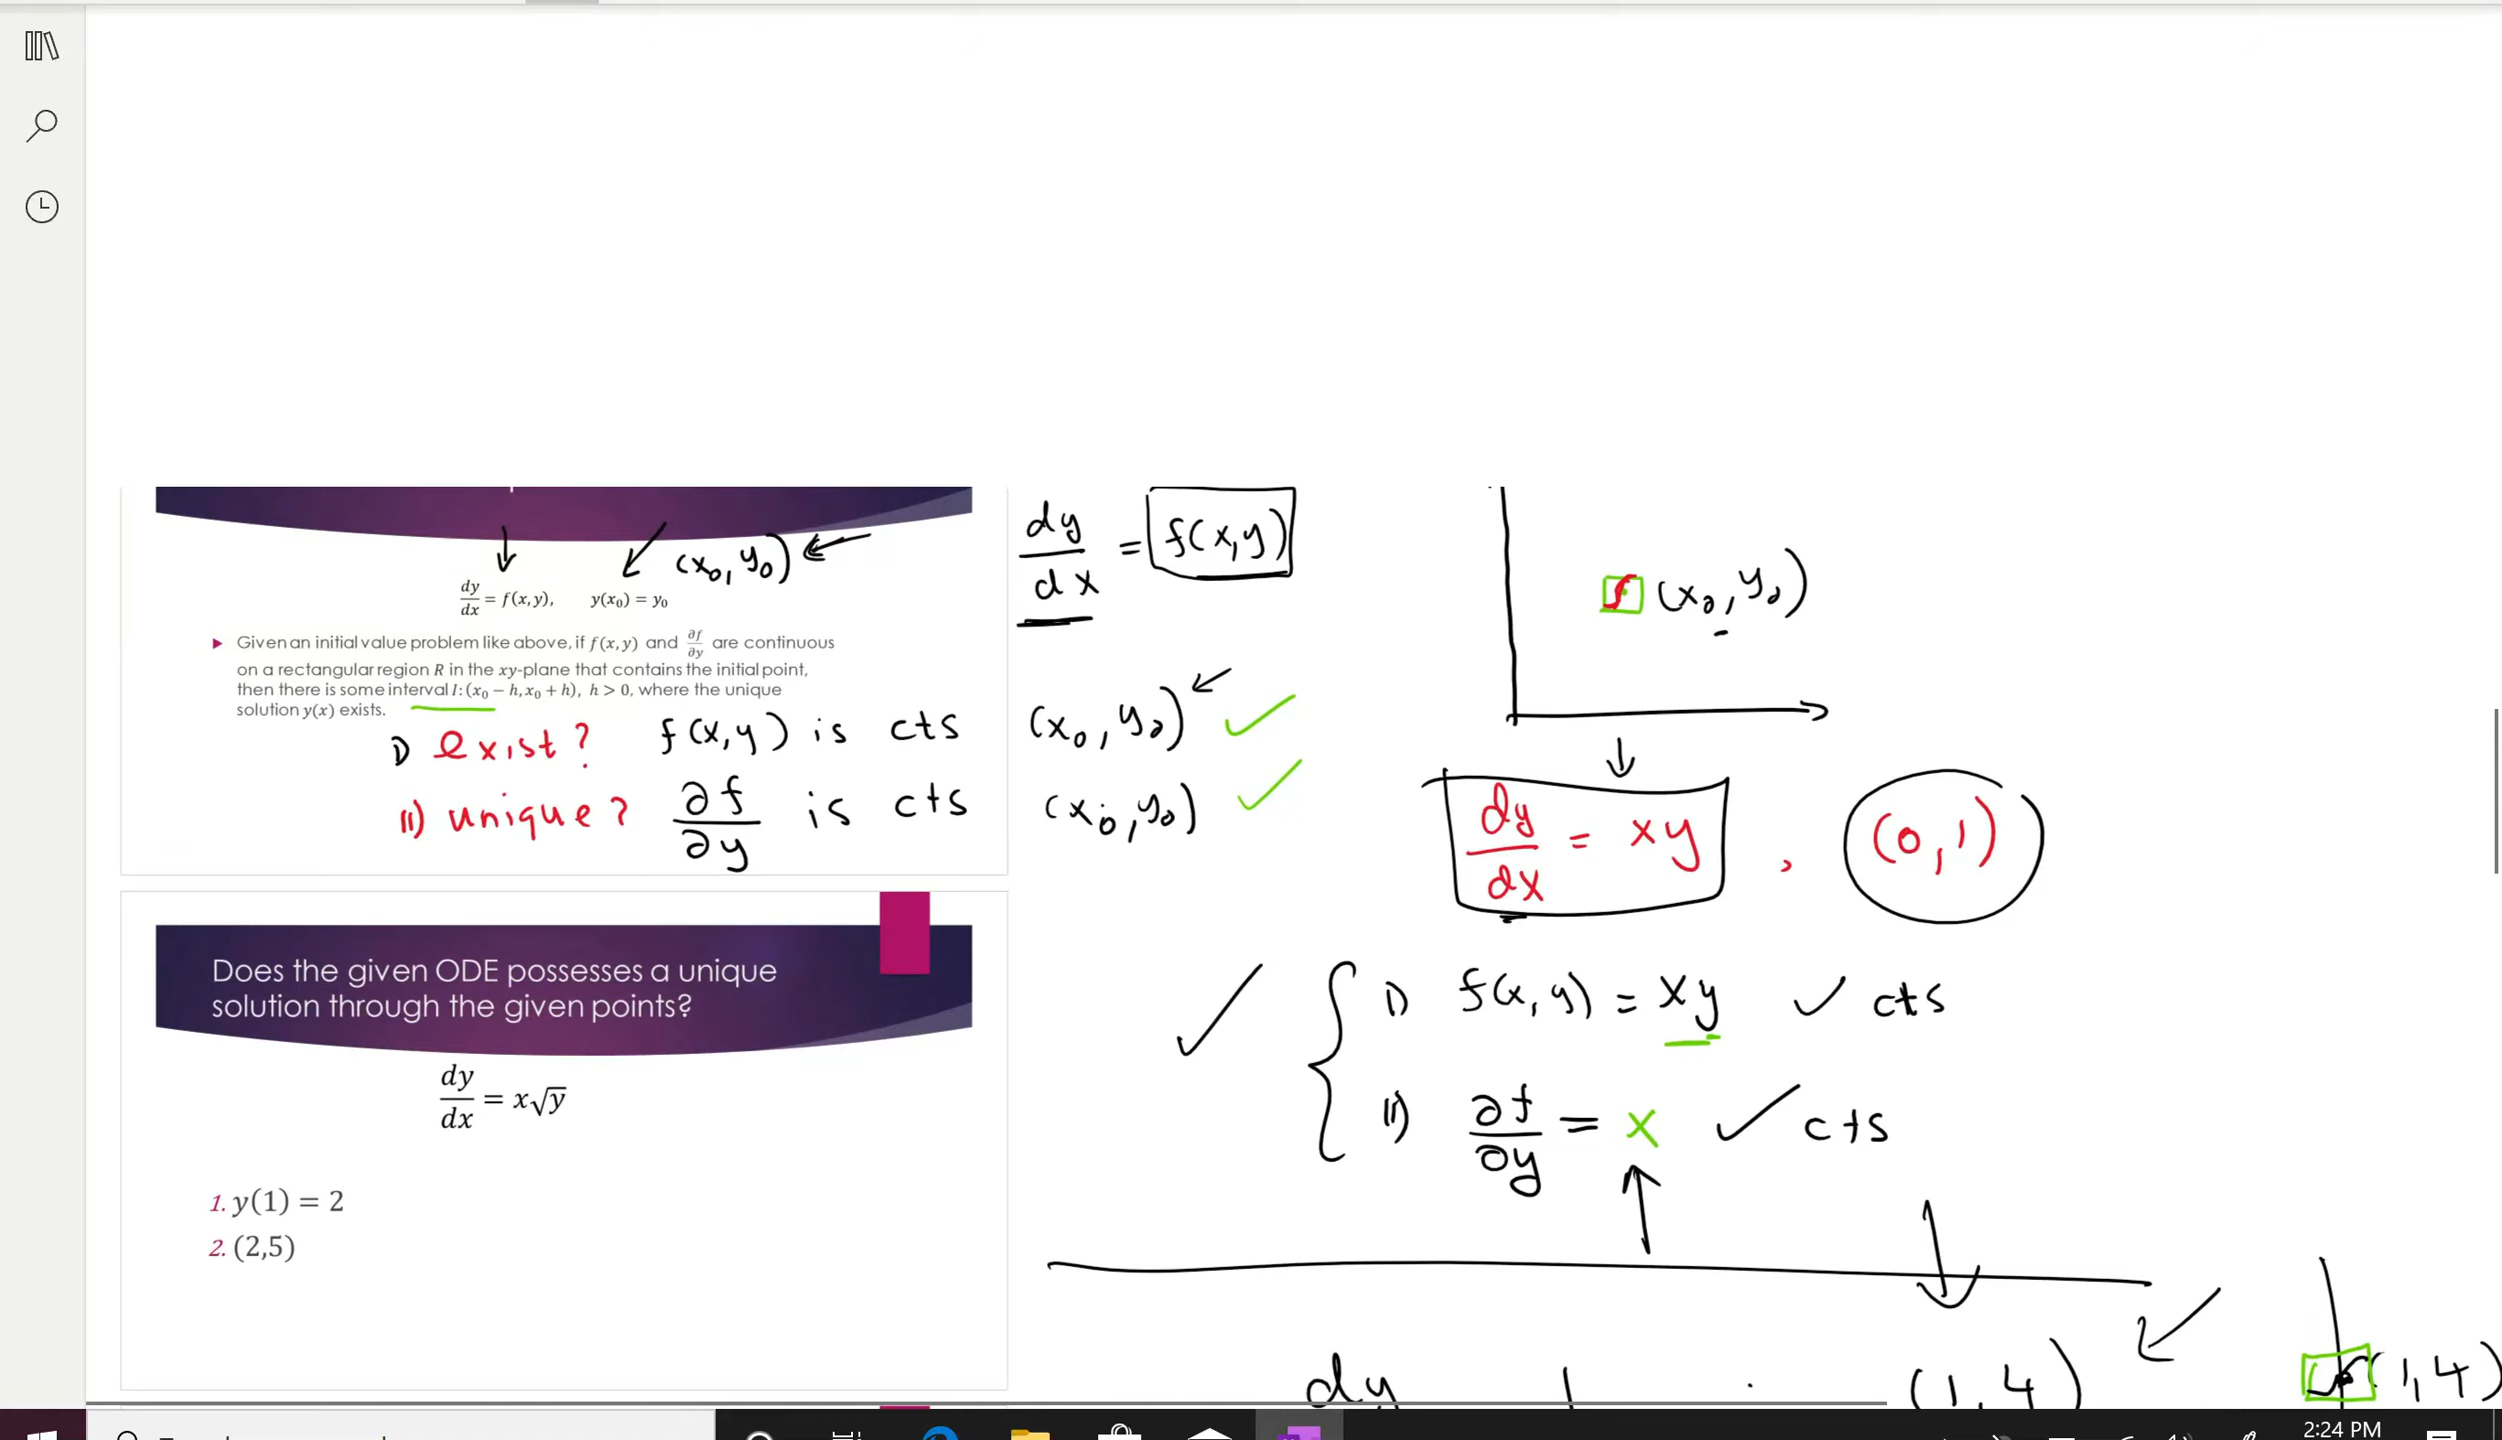 (x₀, y₀)
dy/dx = f(x, y), y(x₀) = y₀
Given an initial value problem like above, if f(x, y) and ∂f/∂y are continuous
on a rectangular region R in the xy-plane that contains the initial point,
then there is some interval I: (x₀ − h, x₀ + h), h > 0, where the unique
solution y(x) exists.
I) exist? f(x,y) is cts (x₀, y₀)
II) unique? ∂f/∂y is cts (x₀, y₀)
dy/dx = f(x,y)
(x₀, y₀)
dy/dx = xy , (0,1)
I) f(x,y) = xy cts
II) ∂f/∂y = x cts
Does the given ODE possesses a unique
solution through the given points?
dy/dx = x√y
1. y(1) = 2
2. (2,5)
dy (1,4) (1,4)
2:24 PM